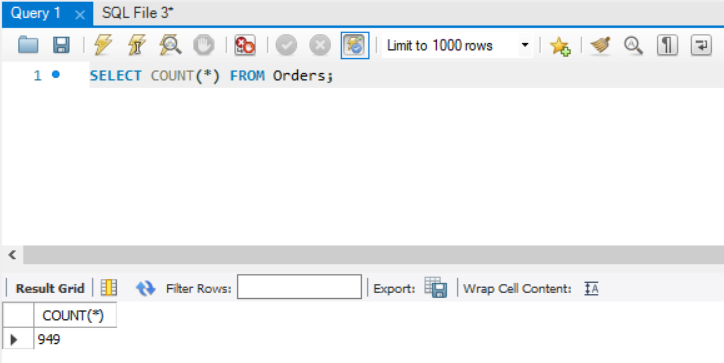 Query 1 SQL File 3*
Limit to 1000 rows
1 SELECT COUNT(*) FROM Orders;
Result Grid Filter Rows: Export: Wrap Cell Content:
COUNT(*)
949